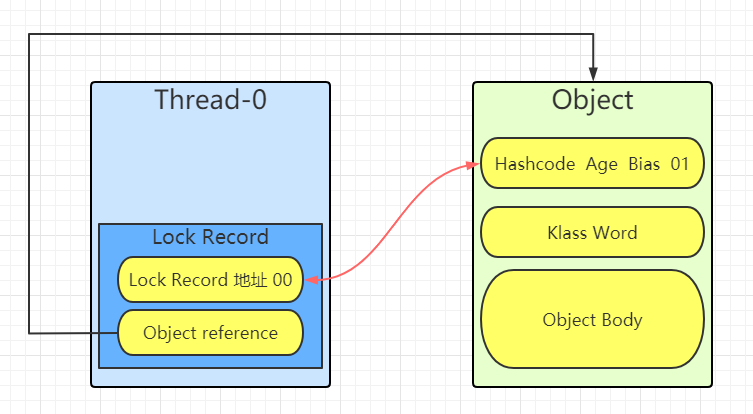 Thread-0
Lock Record
Lock Record 地址 00
Object reference
Object
Hashcode Age Bias 01
Klass Word
Object Body